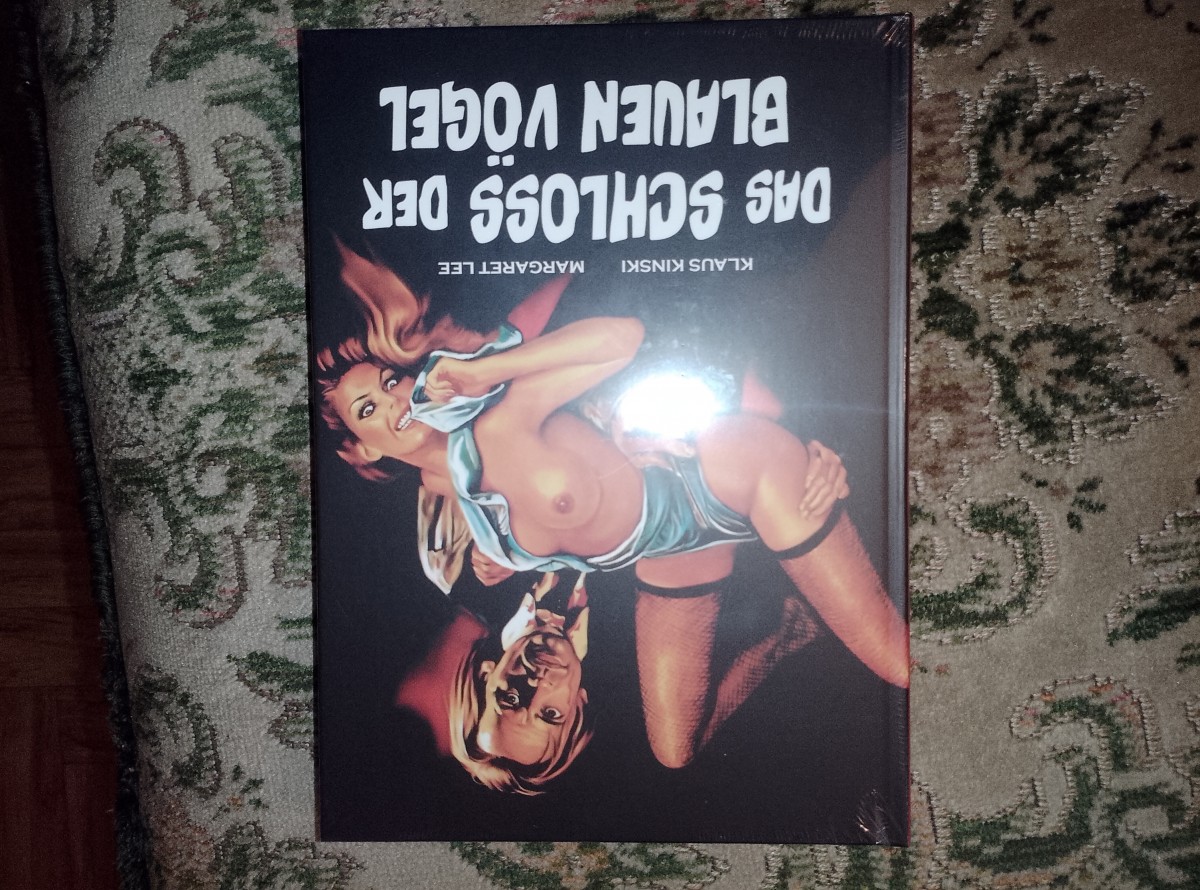 KLAUS KINSKI MARGARET LEE
DAS SCHLOSS DER
BLAUEN VÖGEL